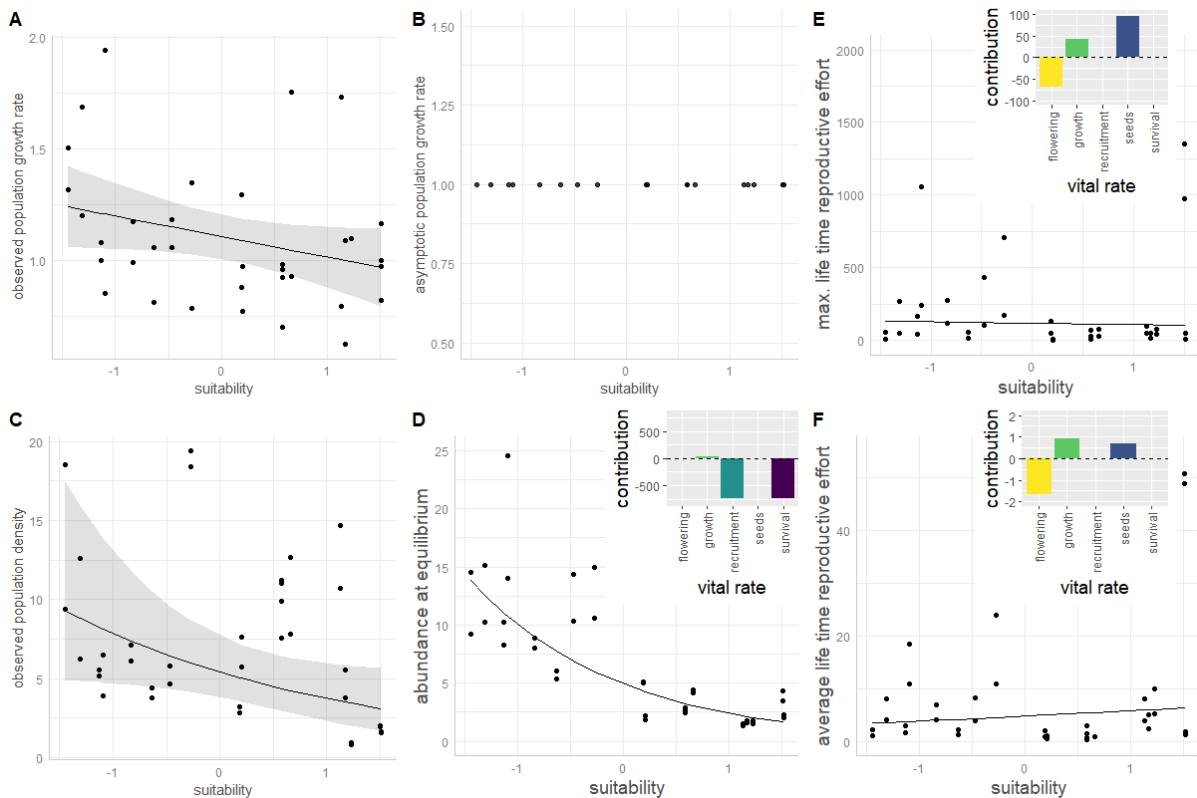 A
observed population growth rate
2.0
1.5
1.0
-1
0
1
suitability
B
asymptotic population growth rate
1.50
1.25
1.00
0.75
0.50
-1
0
1
suitability
E
max. life time reproductive effort
2000
1500
1000
500
0
-1
0
1
suitability
contribution
100
50
0
-50
-100
flowering
growth
recruitment
seeds
survival
vital rate
C
observed population density
20
15
10
5
0
-1
0
1
suitability
D
abundance at equilibrium
25
20
15
10
5
0
-1
0
1
suitability
contribution
500
0
-500
flowering
growth
recruitment
seeds
survival
vital rate
F
average life time reproductive effort
40
20
0
-1
0
1
suitability
contribution
2
1
0
-1
-2
flowering
growth
recruitment
seeds
survival
vital rate